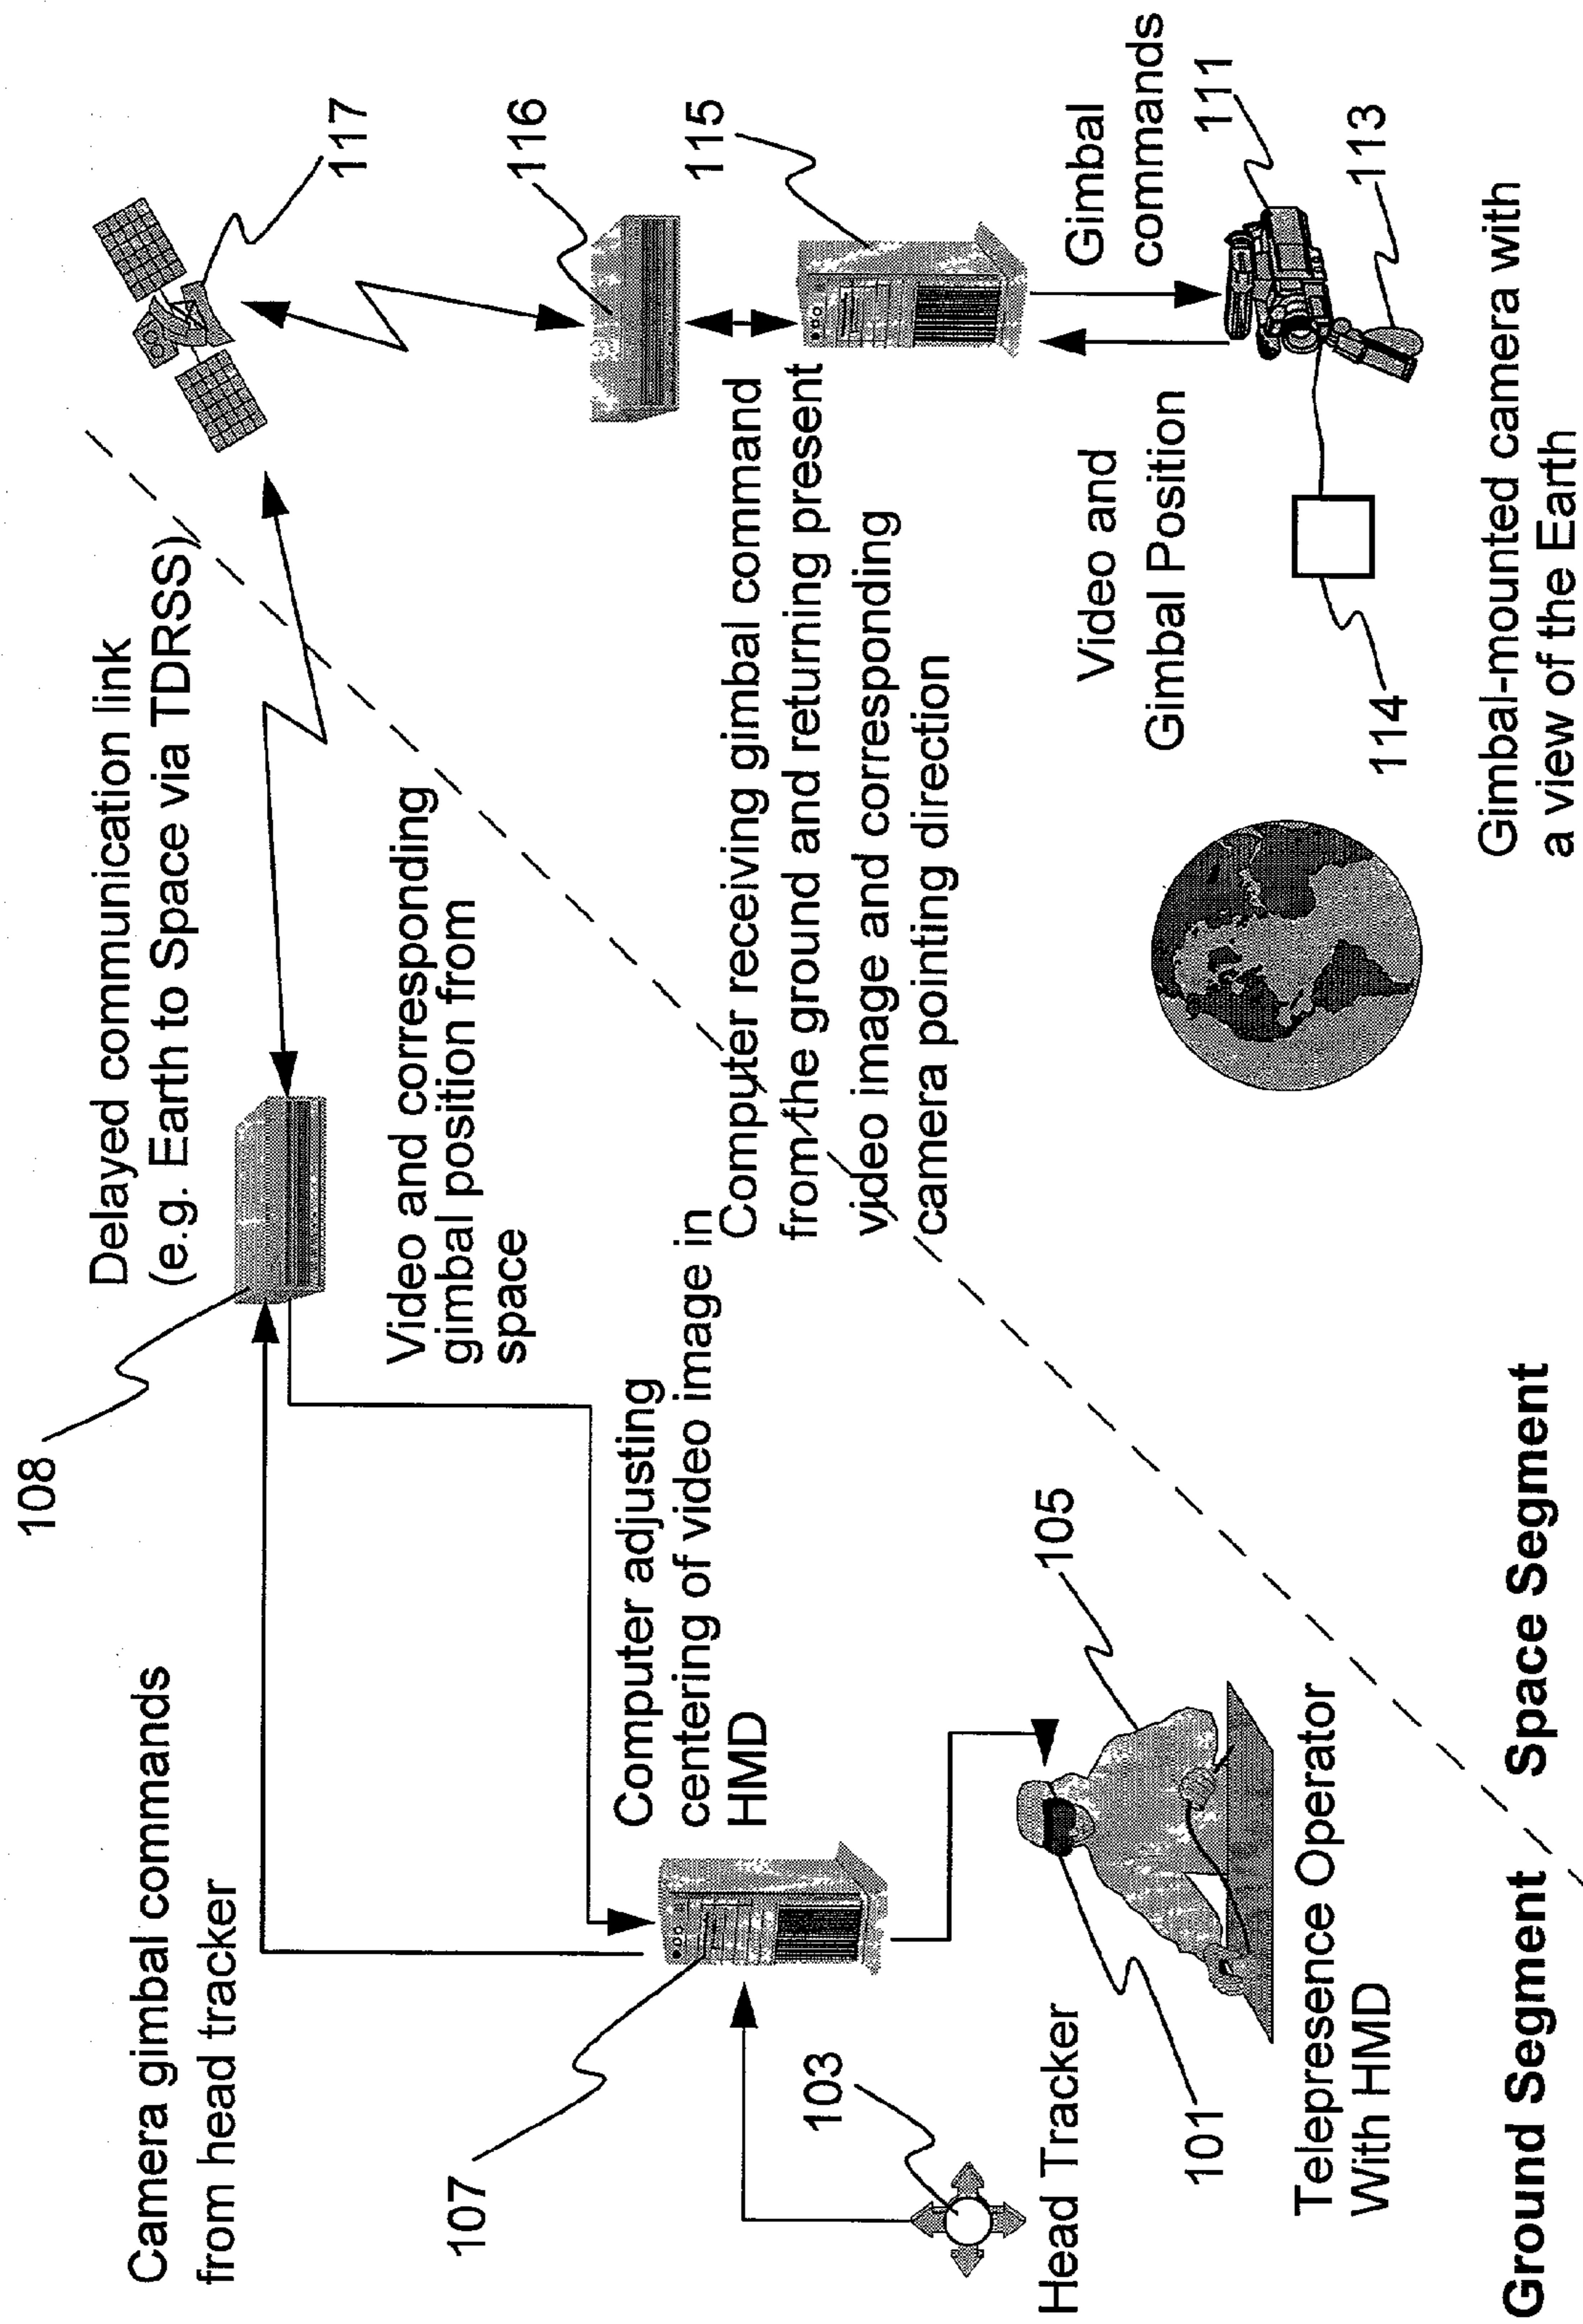 Camera gimbal commands
from head tracker
108
Delayed communication link
(e.g. Earth to Space via TDRSS)
117
Video and corresponding
gimbal position from
space
116
107
Computer adjusting
centering of video image in
HMD
Computer receiving gimbal command
from the ground and returning present
video image and corresponding
camera pointing direction
115
103
Head Tracker
105
101
Telepresence Operator
With HMD
Video and
Gimbal Position
Gimbal
commands
111
113
114
Gimbal-mounted camera with
a view of the Earth
Ground Segment
Space Segment